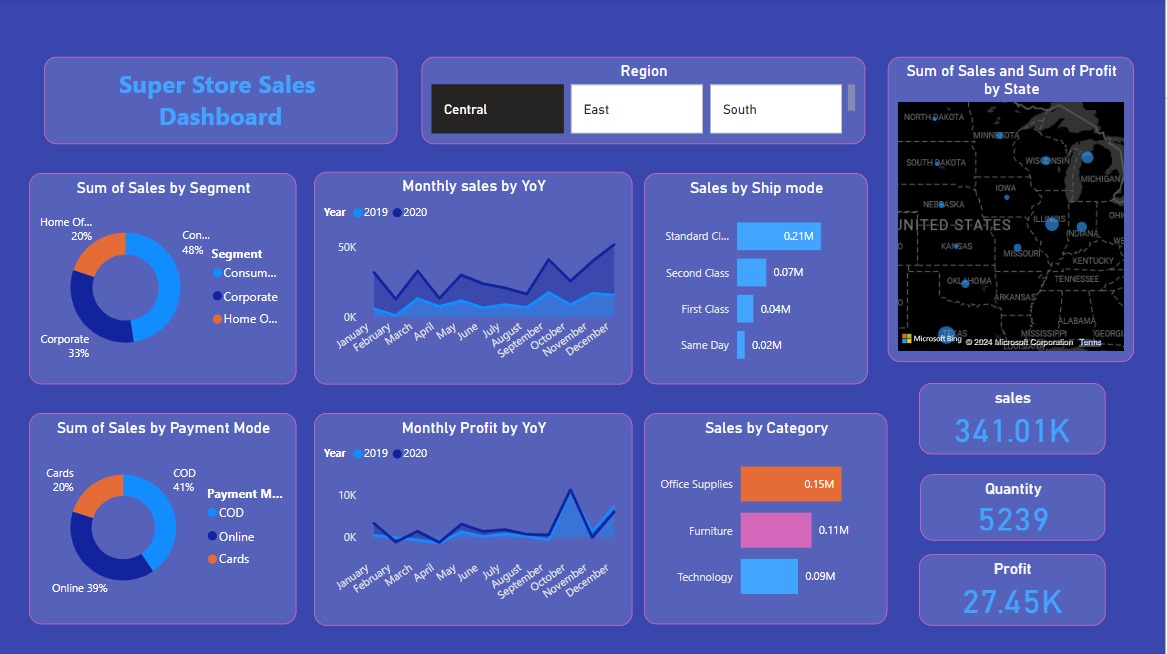 Super Store Sales
Dashboard
Region
Central
East
South
Sum of Sales and Sum of Profit
by State
NORTH DAKOTA
MINNESOTA
SOUTH DAKOTA
WISCONSIN
MICHIGAN
IOWA
NEBRASKA
UNITED STATES
ILLINOIS
INDIANA
OHI
KANSAS
MISSOURI
WE
KENTUCKY
OKLAHOMA
TENNESSEE
ARKANSAS
ALABAMA
TEXAS
MISSISSIPPI
GEORGI
LOUISIANA
Microsoft Bing
© 2024 Microsoft Corporation Terms
Sum of Sales by Segment
Home Of...
20%
Con...
48%
Corporate
33%
Segment
Consum...
Corporate
Home O...
Monthly sales by YoY
Year 2019 2020
50K
0K
January
February
March
April
May
June
July
August
September
October
November
December
Sales by Ship mode
Standard Cl... 0.21M
Second Class 0.07M
First Class 0.04M
Same Day 0.02M
sales
341.01K
Sum of Sales by Payment Mode
Cards
20%
COD
41%
Online 39%
Payment M...
COD
Online
Cards
Monthly Profit by YoY
Year 2019 2020
10K
0K
January
February
March
April
May
June
July
August
September
October
November
December
Sales by Category
Office Supplies 0.15M
Furniture 0.11M
Technology 0.09M
Quantity
5239
Profit
27.45K